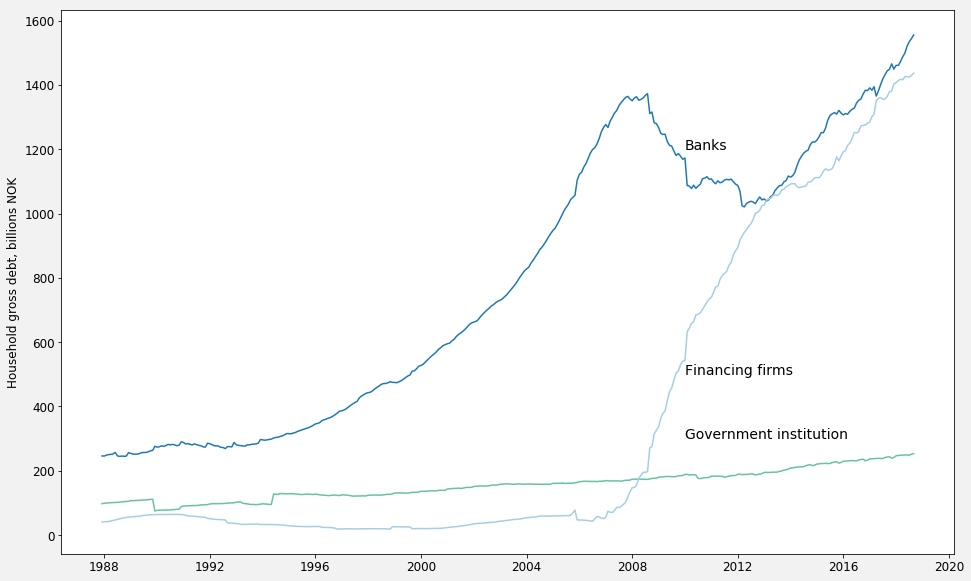 1600
1400
1200
1000
800
600
400
200
0
Household gross debt, billions NOK
Banks
Financing firms
Government institution
1988 1992 1996 2000 2004 2008 2012 2016 2020